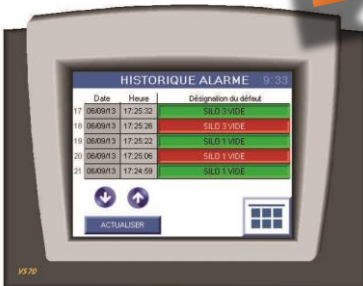 HISTORIQUE ALARME 9:33
Date Heure Désignation du défaut
17 06/09/13 17:25:32 SILO 3 VIDE
18 06/09/13 17:25:26 SILO 3 VIDE
19 06/09/13 17:25:22 SILO 1 VIDE
20 06/09/13 17:25:06 SILO 1 VIDE
21 06/09/13 17:24:59 SILO 1 VIDE
ACTUALISER
V570